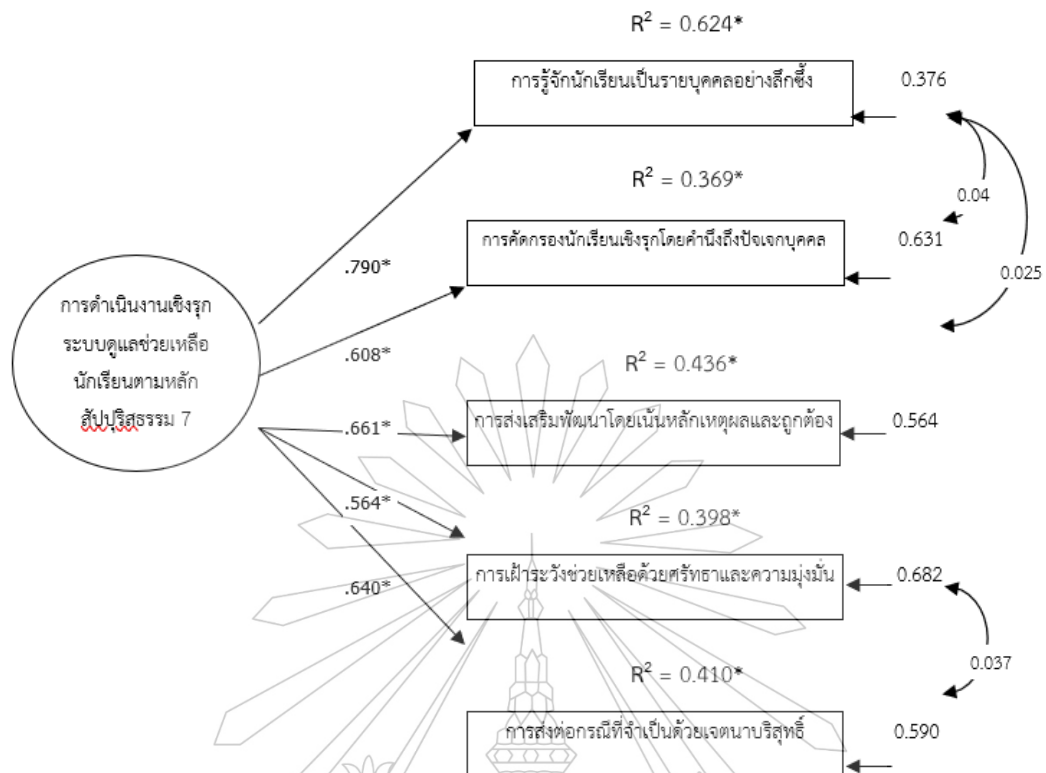 R² = 0.624*
การรู้จักนักเรียนเป็นรายบุคคลอย่างลึกซึ้ง
0.376
R² = 0.369*
0.04
การคัดกรองนักเรียนเชิงรุกโดยคำนึงถึงปัจเจกบุคคล
0.631
.790*
0.025
การดำเนินงานเชิงรุก
ระบบดูแลช่วยเหลือ
นักเรียนตามหลัก
สัปปุริสธรรม 7
.608*
R² = 0.436*
.661*
การส่งเสริมพัฒนาโดยเน้นหลักเหตุผลและถูกต้อง
0.564
.564*
R² = 0.398*
.640*
การเฝ้าระวังช่วยเหลือด้วยศรัทธาและความมุ่งมั่น
0.682
0.037
R² = 0.410*
การส่งต่อกรณีที่จำเป็นด้วยเจตนาบริสุทธิ์
0.590